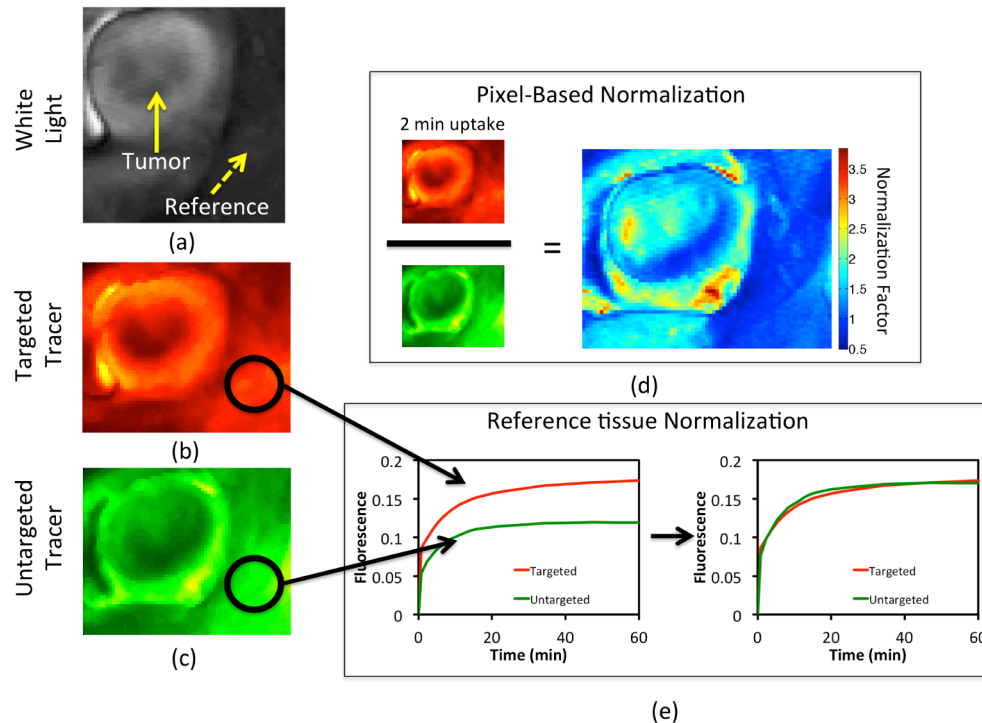 White
Light
Tumor
Reference
(a)
Targeted
Tracer
(b)
Untargeted
Tracer
(c)
Pixel-Based Normalization
2 min uptake
=
3.5
3
2.5
2
1.5
1
0.5
Normalization Factor
(d)
Reference tissue Normalization
Fluorescence
0.2
0.15
0.1
0.05
0
Targeted
Untargeted
0 20 40 60
Time (min)
Fluorescence
0.2
0.15
0.1
0.05
0
Targeted
Untargeted
0 20 40 60
Time (min)
(e)